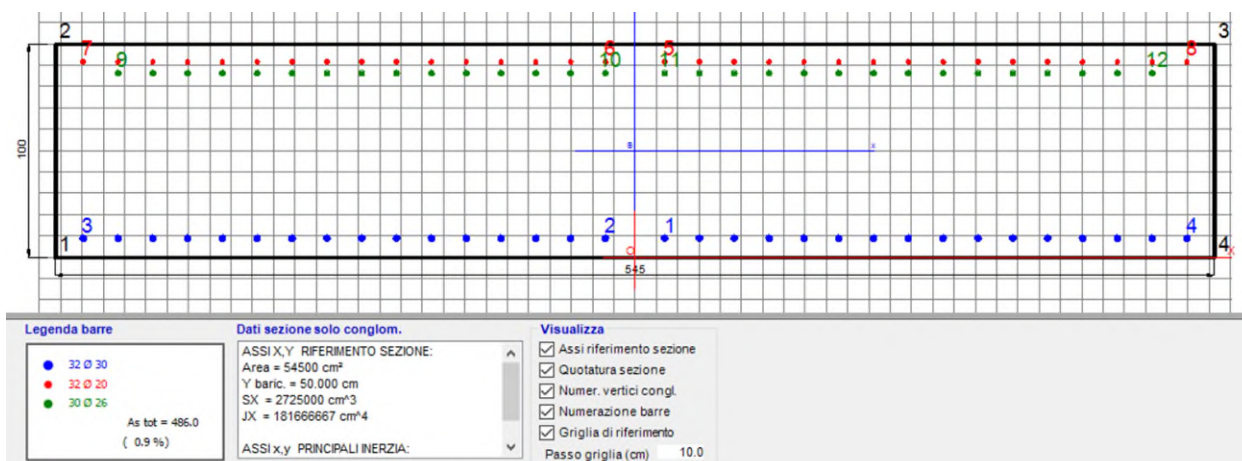 2
3
7
6
5
8
9
10
11
12
100
B
x
3
2
1
4
1
O
4
x
545
Legenda barre
32 Ø 30
32 Ø 20
30 Ø 26
As tot = 486.0
( 0.9 %)
Dati sezione solo conglom.
ASSI X,Y RIFERIMENTO SEZIONE:
Area = 54500 cm²
Y baric. = 50.000 cm
SX = 2725000 cm^3
JX = 181666667 cm^4
ASSI x,y PRINCIPALI INERZIA:
Visualizza
Assi riferimento sezione
Quotatura sezione
Numer. vertici congl.
Numerazione barre
Griglia di riferimento
Passo griglia (cm) 10.0